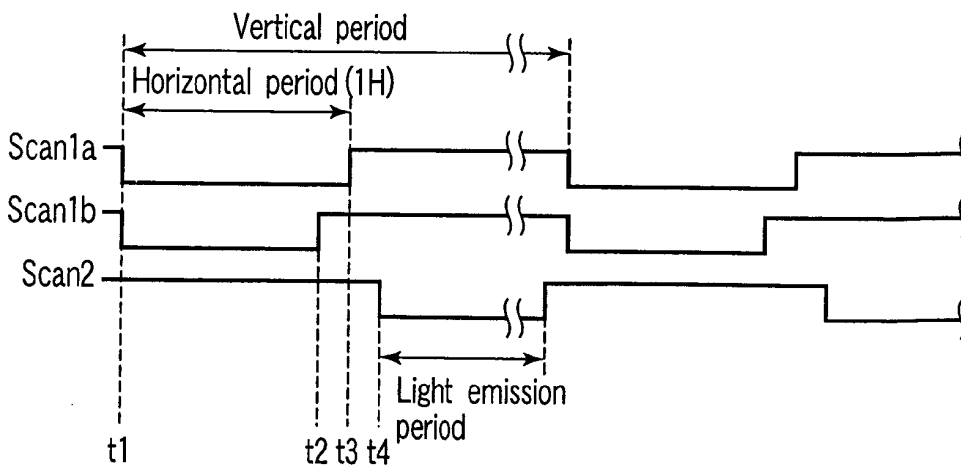 Vertical period
Horizontal period (1H)
Scan1a
Scan1b
Scan2
Light emission
period
t1 t2 t3 t4